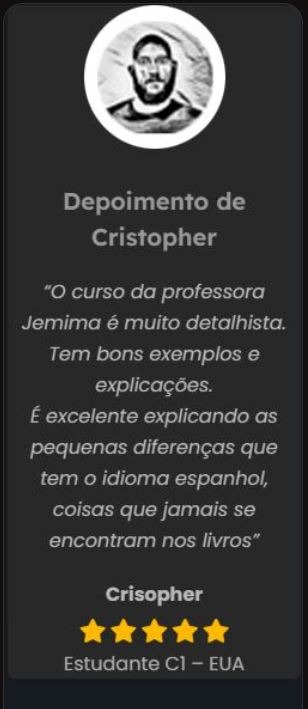 Depoimento de
Cristopher
“O curso da professora
Jemima é muito detalhista.
Tem bons exemplos e
explicações.
É excelente explicando as
pequenas diferenças que
tem o idioma espanhol,
coisas que jamais se
encontram nos livros”
Crisopher
Estudante C1 – EUA